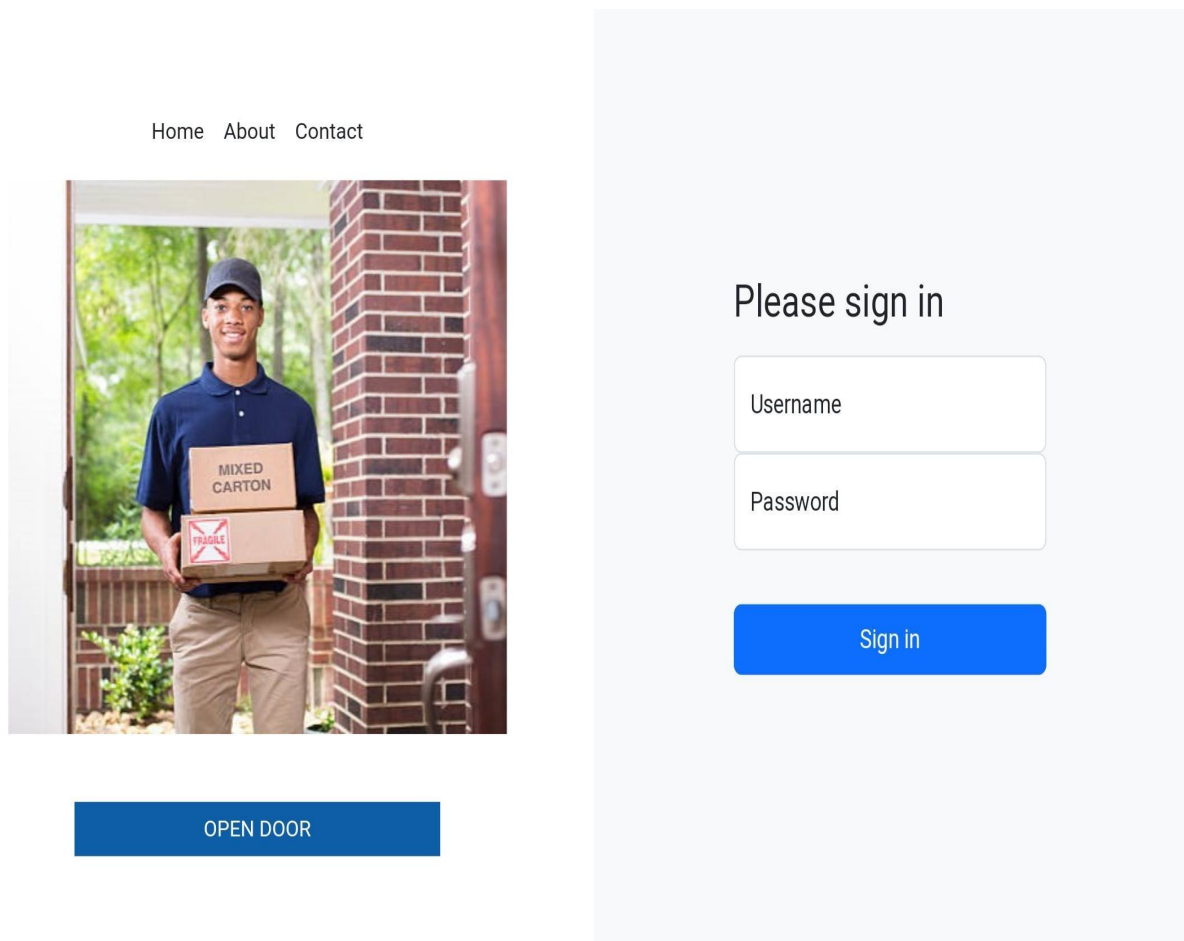 Home About Contact
MIXED
CARTON
FRAGILE
OPEN DOOR
Please sign in
Username
Password
Sign in